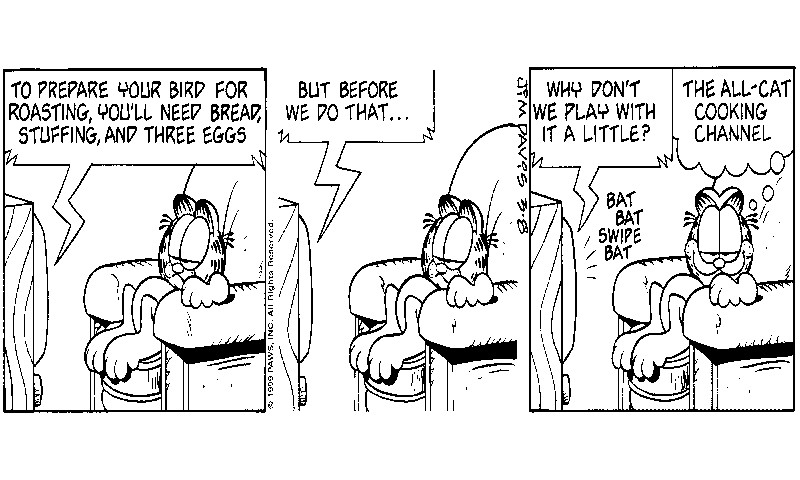 TO PREPARE YOUR BIRD FOR
ROASTING, YOU'LL NEED BREAD,
STUFFING, AND THREE EGGS
© 1999 PAWS, INC. All Rights Reserved.
BUT BEFORE
WE DO THAT...
JPM DAVIS 3-8
WHY DON'T
WE PLAY WITH
IT A LITTLE?
BAT
BAT
SWIPE
BAT
THE ALL-CAT
COOKING
CHANNEL